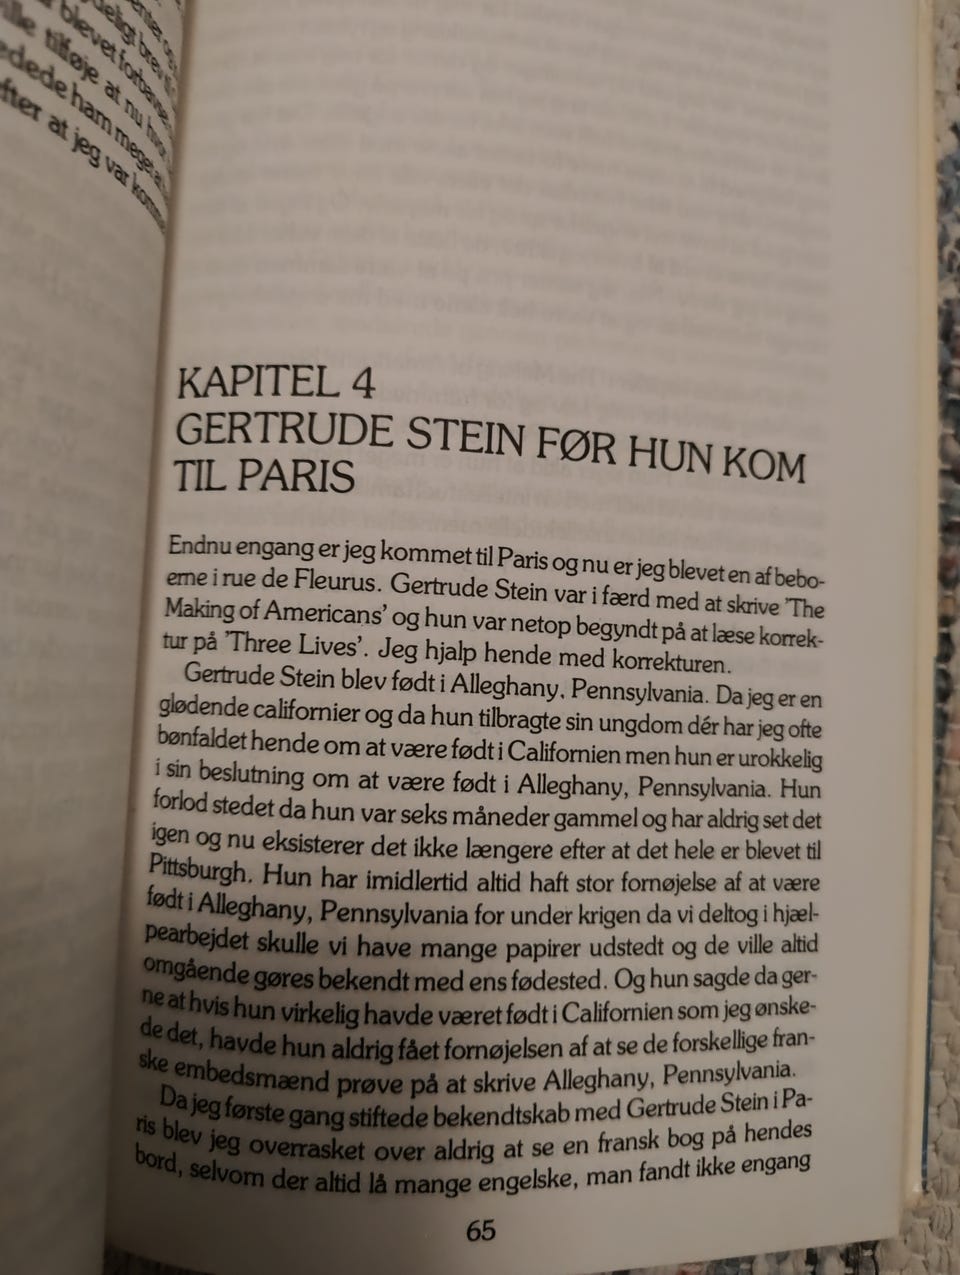 ville tilføje at nu
ham meget
efter at jeg var
KAPITEL 4
GERTRUDE STEIN FØR HUN KOM
TIL PARIS
Endnu engang er jeg kommet til Paris og nu er jeg blevet en af bebo-
erne i rue de Fleurus. Gertrude Stein var i færd med at skrive 'The
Making of Americans' og hun var netop begyndt på at læse korrek-
tur på 'Three Lives'. Jeg hjalp hende med korrekturen.
Gertrude Stein blev født i Alleghany, Pennsylvania. Da jeg er en
glødende californier og da hun tilbragte sin ungdom dér har jeg ofte
bønfaldet hende om at være født i Californien men hun er urokkelig
i sin beslutning om at være født i Alleghany, Pennsylvania. Hun
forlod stedet da hun var seks måneder gammel og har aldrig set det
igen og nu eksisterer det ikke længere efter at det hele er blevet til
Pittsburgh. Hun har imidlertid altid haft stor fornøjelse af at være
født i Alleghany, Pennsylvania for under krigen da vi deltog i hjæl-
pearbejdet skulle vi have mange papirer udstedt og de ville altid
omgående gøres bekendt med ens fødested. Og hun sagde da ger-
ne at hvis hun virkelig havde været født i Californien som jeg ønske-
de det, havde hun aldrig fået fornøjelsen af at se de forskellige fran-
ske embedsmænd prøve på at skrive Alleghany, Pennsylvania.
Da jeg første gang stiftede bekendtskab med Gertrude Stein i Pa-
ris blev jeg overrasket over aldrig at se en fransk bog på hendes
bord, selvom der altid lå mange engelske, man fandt ikke engang
65